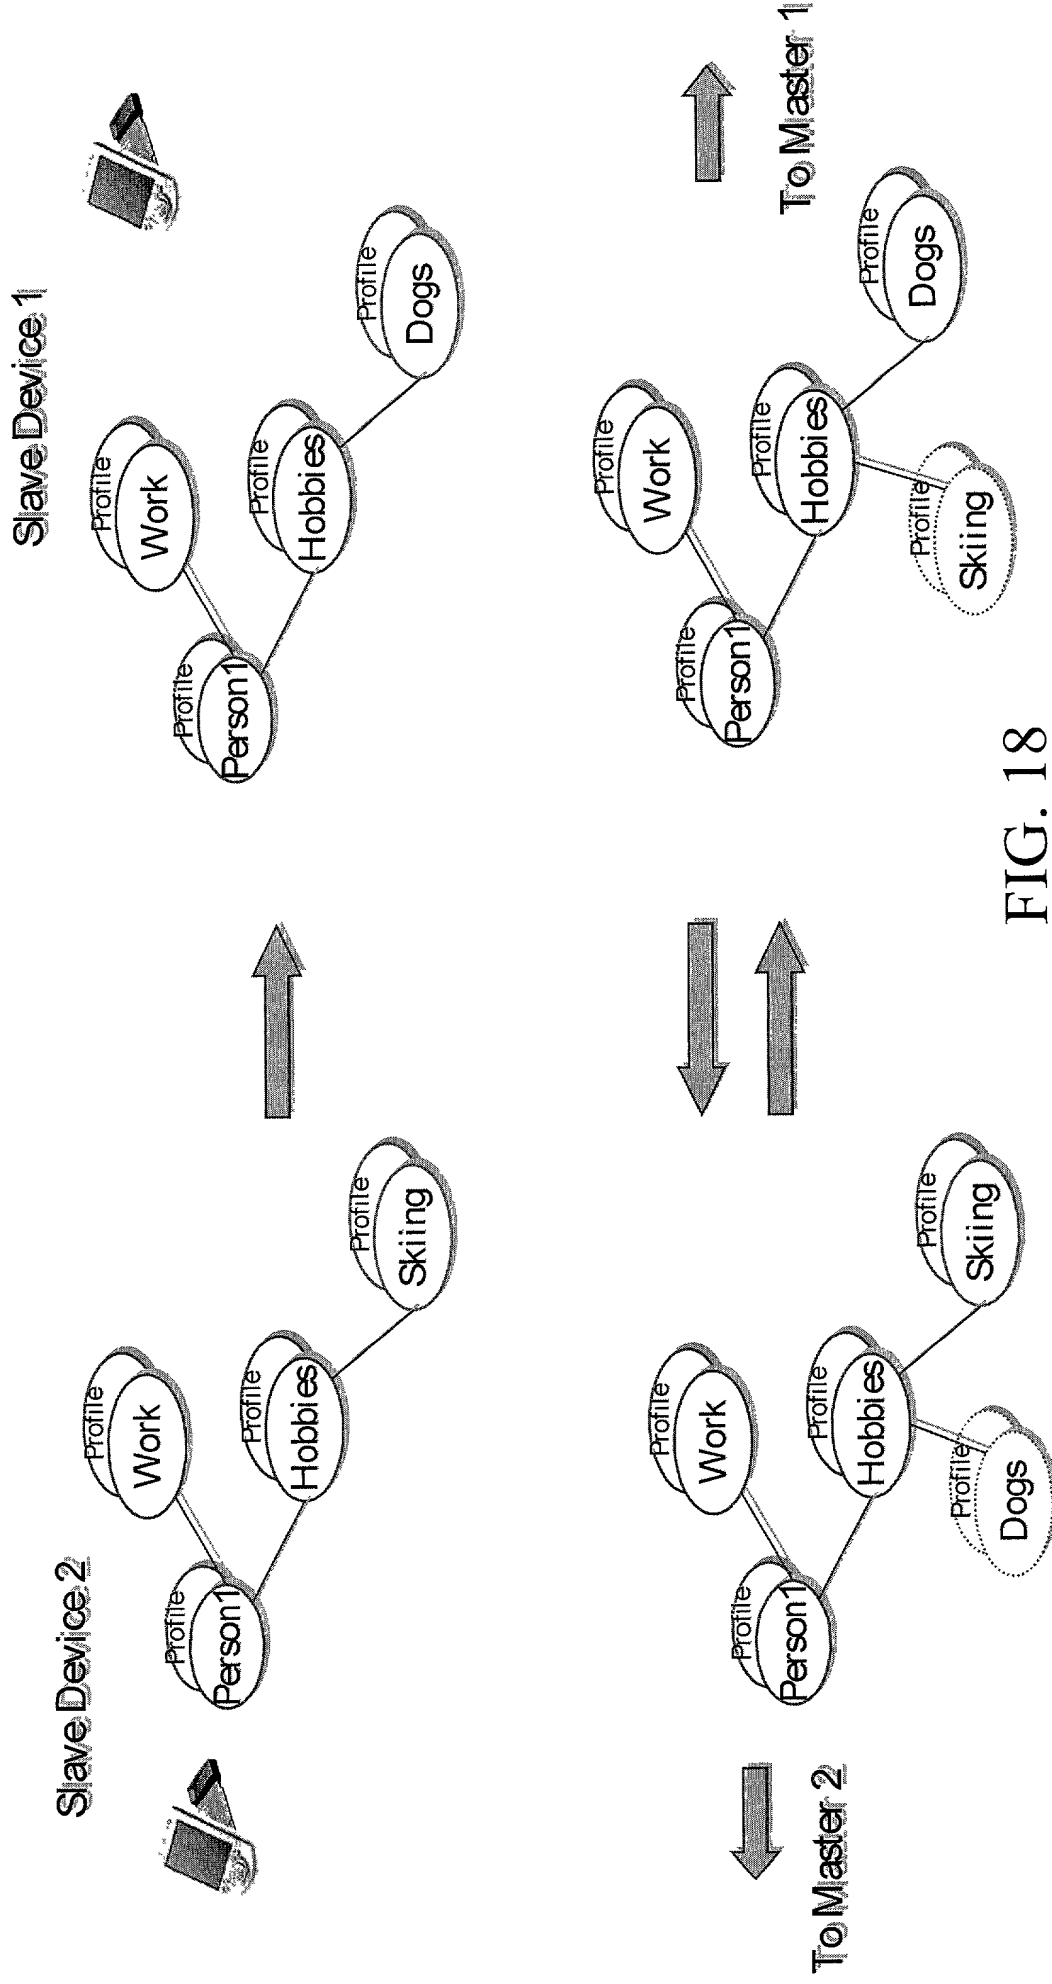 Slave Device 2
Profile
Work
Profile
Person1
Profile
Hobbies
Profile
Skiing
Slave Device 1
Profile
Work
Profile
Person1
Profile
Hobbies
Profile
Dogs
To Master 2
Profile
Work
Profile
Person1
Profile
Hobbies
Profile
Skiing
Profile
Dogs
Profile
Work
Profile
Person1
Profile
Hobbies
Profile
Dogs
Profile
Skiing
To Master 1
FIG. 18